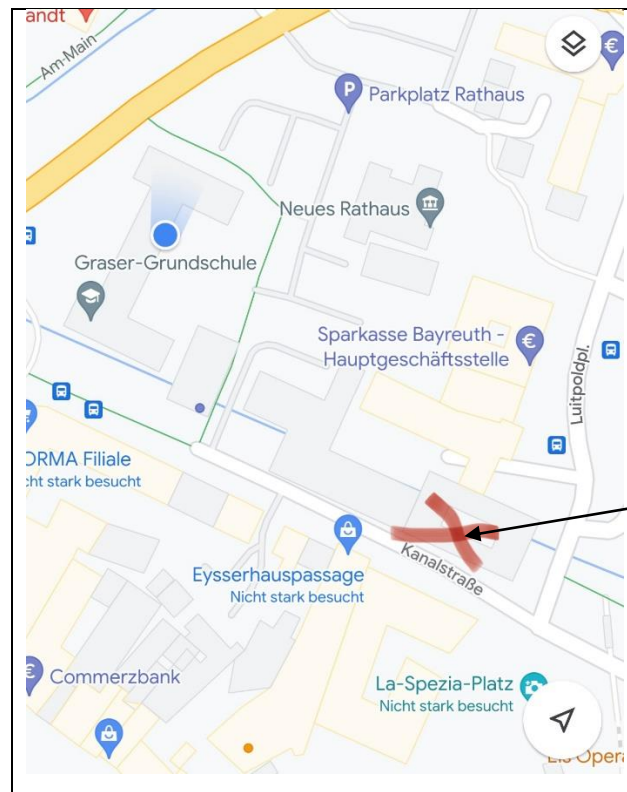 andt
Am-Main
€
P
Parkplatz Rathaus
Neues Rathaus
Graser-Grundschule
Sparkasse Bayreuth -
Hauptgeschäftsstelle
€
Luitpoldpl.
ORMA Filiale
cht stark besucht
Kanalstraße
Eysserhauspassage
Nicht stark besucht
€
Commerzbank
La-Spezia-Platz
Nicht stark besucht
Eis Opera